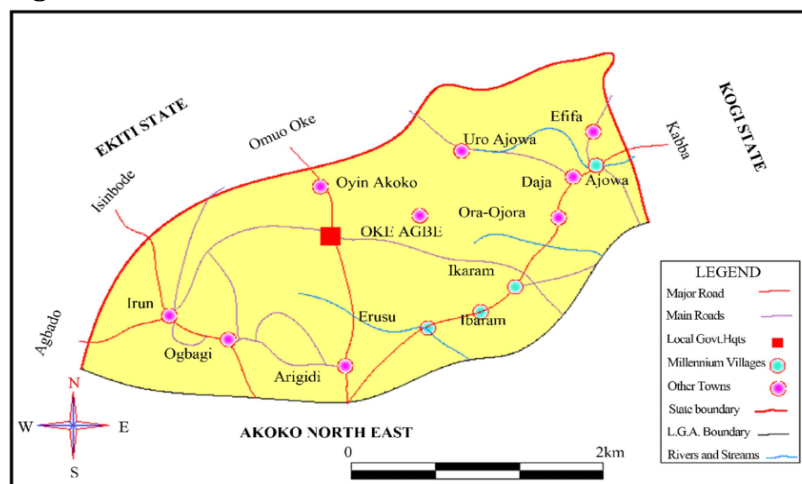 KOGI STATE
Efifa
Omuo Oke
Uro Ajowa
Kabba
EKITI STATE
Oyin Akoko
Daja
Ajowa
Isinbode
Ora-Ojora
OKE AGBE
Ikaram
LEGEND
Major Road
Main Roads
Local Govt.Hqts
Millennium Villages
Other Towns
State boundary
L.G.A. Boundary
Rivers and Streams
Irun
Erusu
Ibaram
Agbado
Ogbagi
Arigidi
N
W
E
S
AKOKO NORTH EAST
0
2km